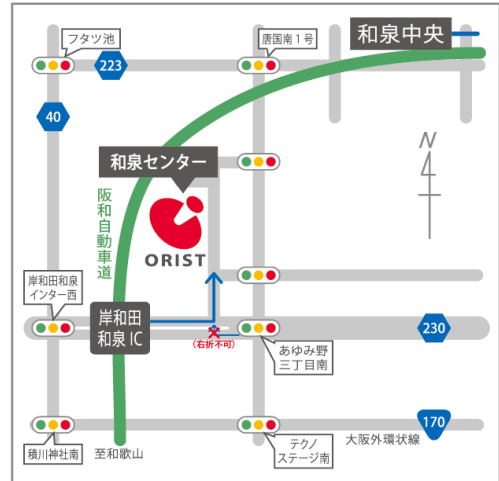 フタツ池
唐国南1号
和泉中央
223
40
和泉センター
N
阪和自動車道
ORIST
岸和田和泉
インター西
岸和田
和泉 IC
(右折不可)
230
あゆみ野
三丁目南
170
大阪外環状線
積川神社南
至和歌山
テクノ
ステージ南